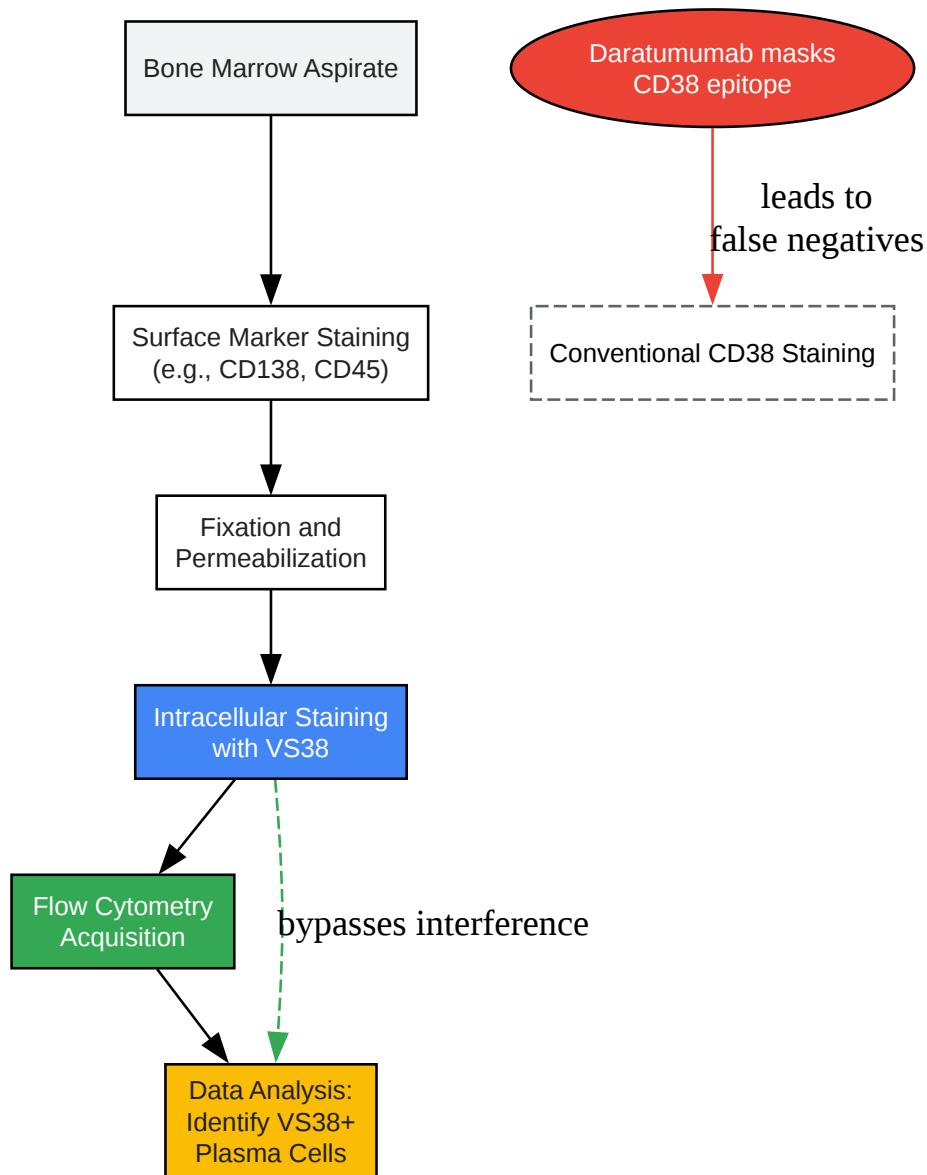 Bone Marrow Aspirate
Daratumumab masks
CD38 epitope
leads to
false negatives
Surface Marker Staining
(e.g., CD138, CD45)
Conventional CD38 Staining
Fixation and
Permeabilization
Intracellular Staining
with VS38
Flow Cytometry
Acquisition
bypasses interference
Data Analysis:
Identify VS38+
Plasma Cells